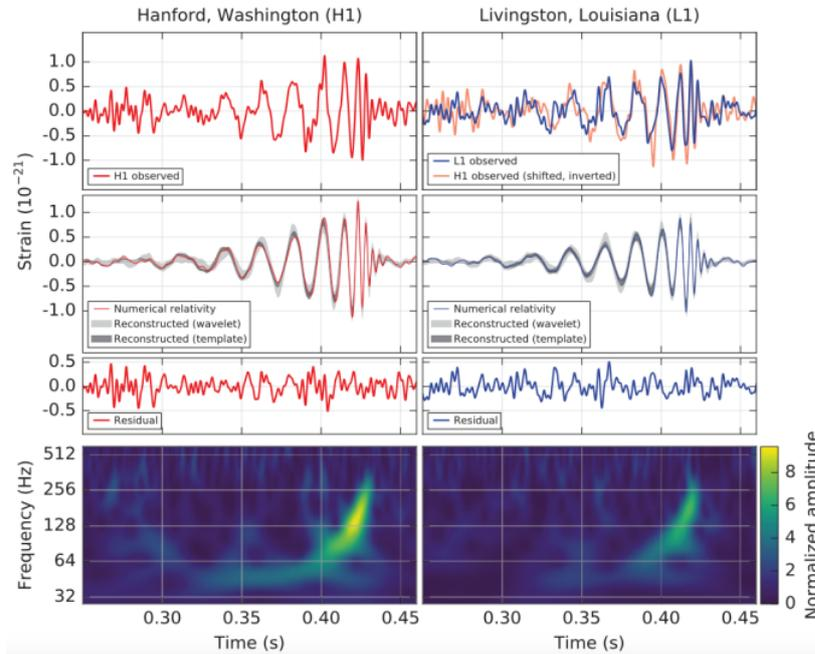 Hanford, Washington (H1)
Livingston, Louisiana (L1)
Strain (10⁻²¹)
1.0
0.5
0.0
-0.5
-1.0
H1 observed
L1 observed
H1 observed (shifted, inverted)
1.0
0.5
0.0
-0.5
-1.0
Numerical relativity
Reconstructed (wavelet)
Reconstructed (template)
Numerical relativity
Reconstructed (wavelet)
Reconstructed (template)
0.5
0.0
-0.5
Residual
Residual
Frequency (Hz)
512
256
128
64
32
0.30 0.35 0.40 0.45
Time (s)
0.30 0.35 0.40 0.45
Time (s)
8
6
4
2
0
Normalized amplitude